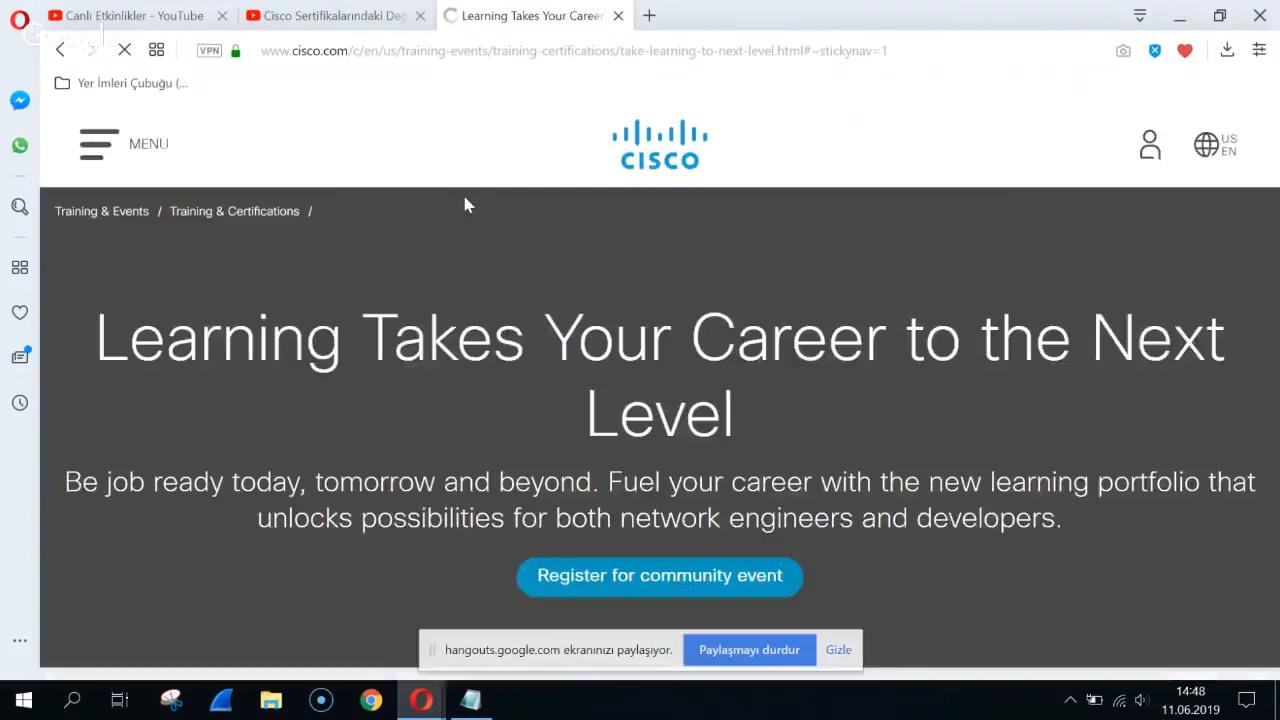 Canlı Etkinlikler - YouTube
Cisco Sertifikalarındaki Değ
Learning Takes Your Career
VPN
www.cisco.com/c/en/us/training-events/training-certifications/take-learning-to-next-level.html#~stickynav=1
Yer İmleri Çubuğu (...
MENU
CISCO
US
EN
Training & Events / Training & Certifications /
Learning Takes Your Career to the Next
Level
Be job ready today, tomorrow and beyond. Fuel your career with the new learning portfolio that
unlocks possibilities for both network engineers and developers.
Register for community event
hangouts.google.com ekranınızı paylaşıyor.
Paylaşmayı durdur
Gizle
14:48
11.06.2019